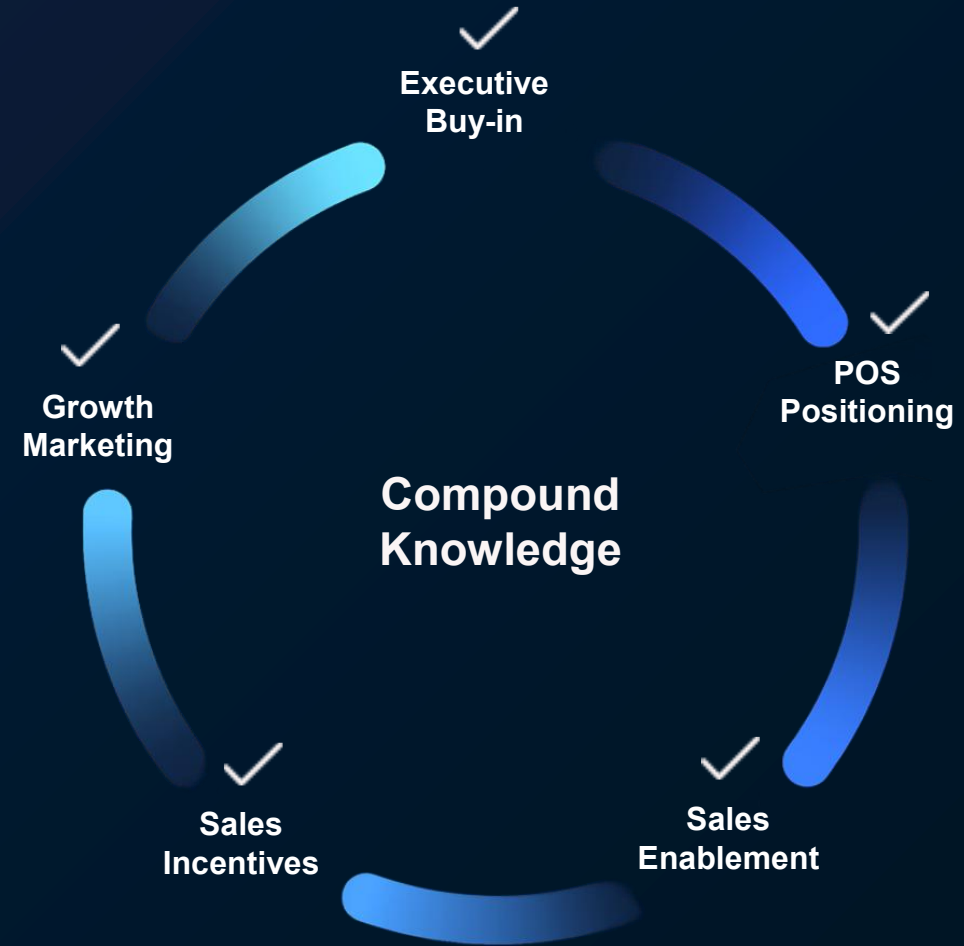 Executive
Buy-in
POS
Positioning
Growth
Marketing
Compound
Knowledge
Sales
Enablement
Sales
Incentives